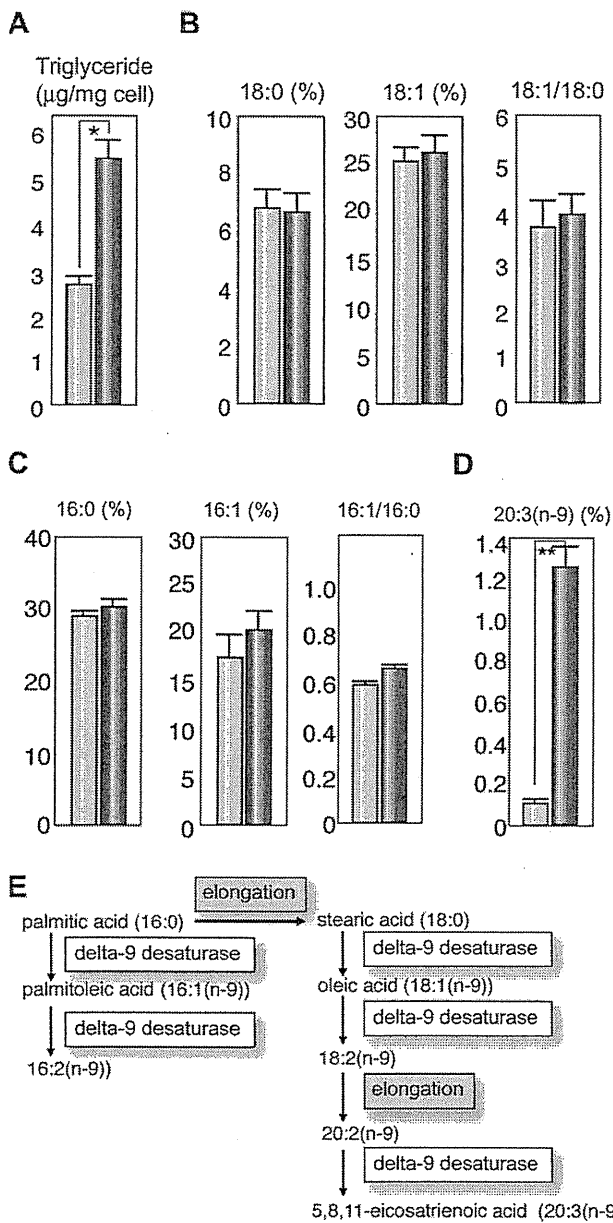 A
B
Triglyceride
(µg/mg cell)
18:0 (%)
18:1 (%)
18:1/18:0
6
5
4
3
2
1
0
*
10
8
6
4
2
0
30
25
20
15
10
5
0
6
5
4
3
2
1
0
C
D
16:0 (%)
16:1 (%)
16:1/16:0
20:3(n-9) (%)
40
30
20
10
0
30
25
20
15
10
5
0
1.0
0.8
0.6
0.4
0.2
0
1.4
1.2
1.0
0.8
0.6
0.4
0.2
0
**
E
elongation
palmitic acid (16:0)
stearic acid (18:0)
delta-9 desaturase
delta-9 desaturase
palmitoleic acid (16:1(n-9))
oleic acid (18:1(n-9))
delta-9 desaturase
delta-9 desaturase
16:2(n-9))
18:2(n-9)
elongation
20:2(n-9)
delta-9 desaturase
5,8,11-eicosatrienoic acid (20:3(n-9